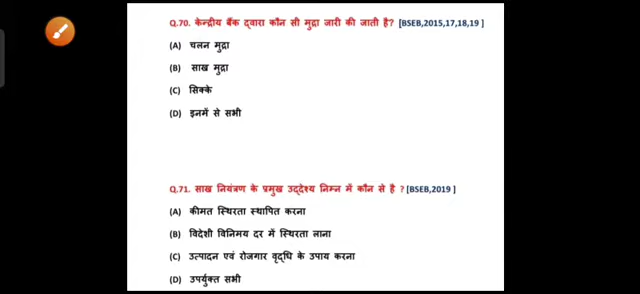 Q.70. केन्द्रीय बैंक द्वारा कौन सी मुद्रा जारी की जाती है? [BSEB,2015,17,18,19 ]
(A) चलन मुद्रा
(B) साख मुद्रा
(C) सिक्के
(D) इनमें से सभी
Q.71. साख नियंत्रण के प्रमुख उद्देश्य निम्न में कौन से है ? [BSEB,2019 ]
(A) कीमत स्थिरता स्थापित करना
(B) विदेशी विनिमय दर में स्थिरता लाना
(C) उत्पादन एवं रोजगार वृद्धि के उपाय करना
(D) उपर्युक्त सभी